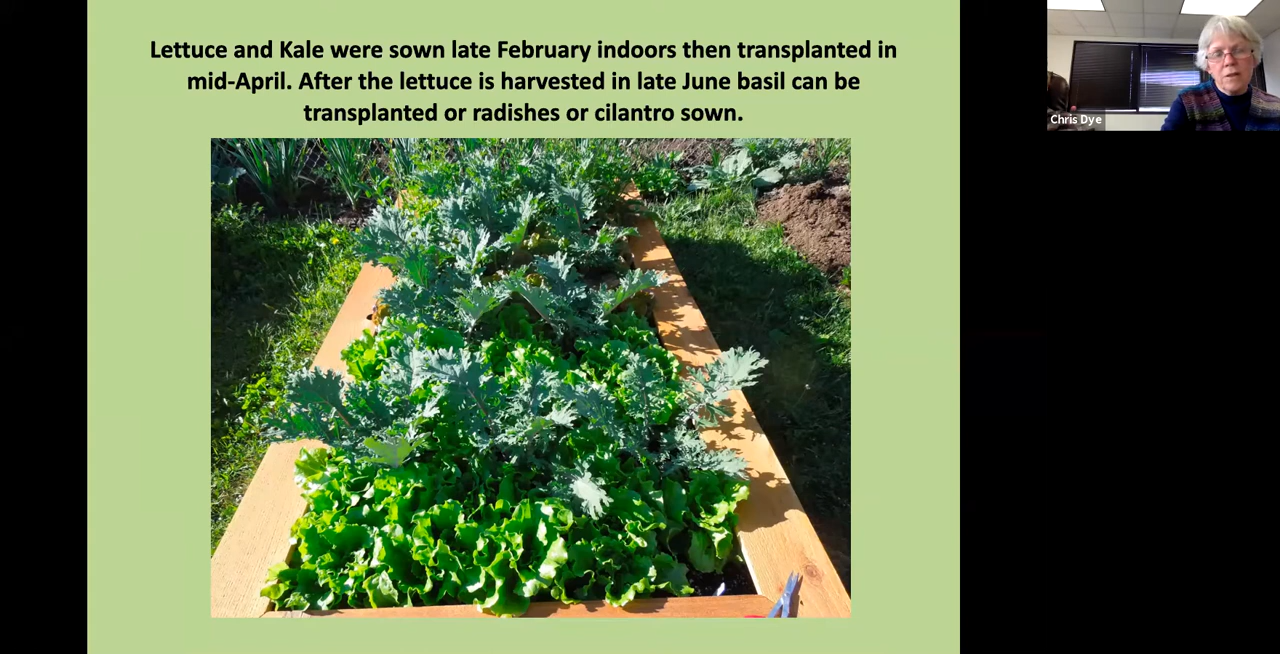 Lettuce and Kale were sown late February indoors then transplanted in
mid-April. After the lettuce is harvested in late June basil can be
transplanted or radishes or cilantro sown.
Chris Dye